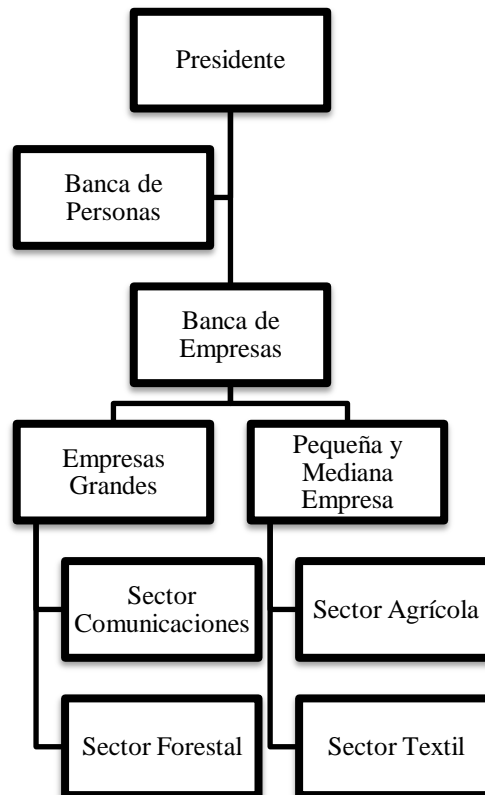 Presidente
Banca de
Personas
Banca de
Empresas
Empresas
Grandes
Pequeña y
Mediana
Empresa
Sector
Comunicaciones
Sector Agrícola
Sector Forestal
Sector Textil